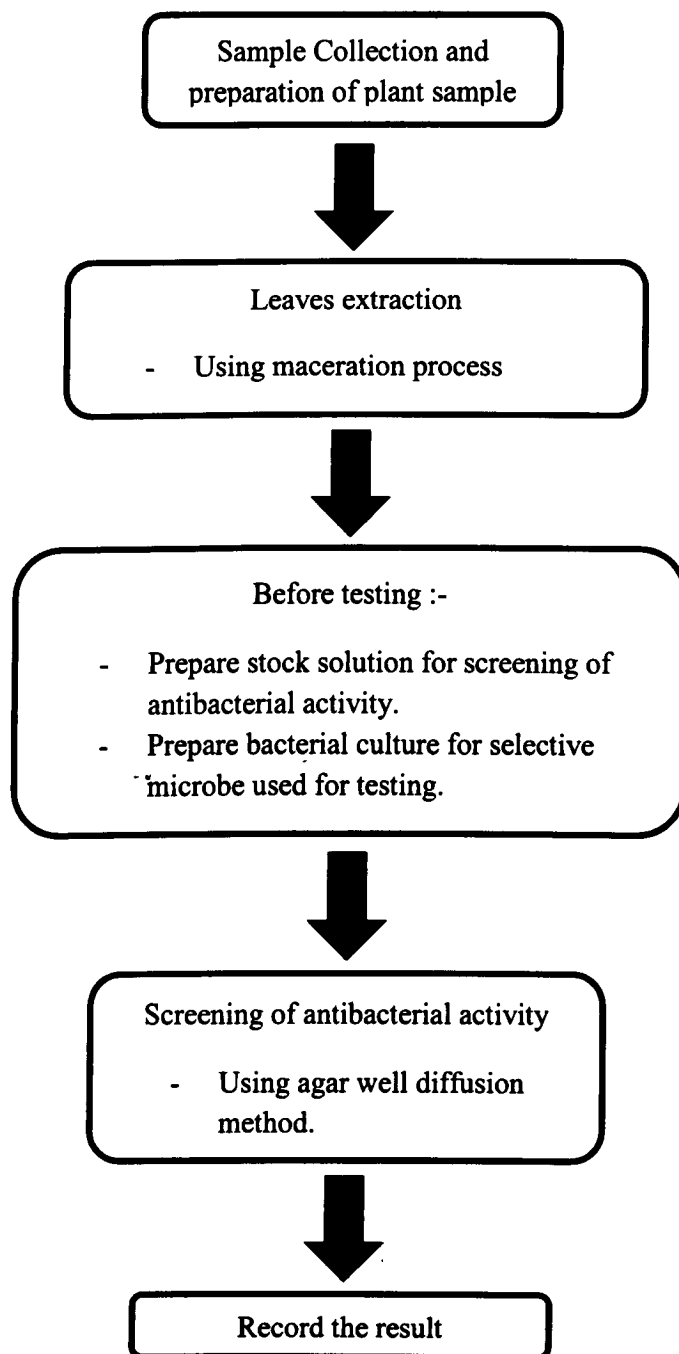 Sample Collection and
preparation of plant sample
Leaves extraction
- Using maceration process
Before testing :-
- Prepare stock solution for screening of
antibacterial activity.
- Prepare bacterial culture for selective
microbe used for testing.
Screening of antibacterial activity
- Using agar well diffusion
method.
Record the result